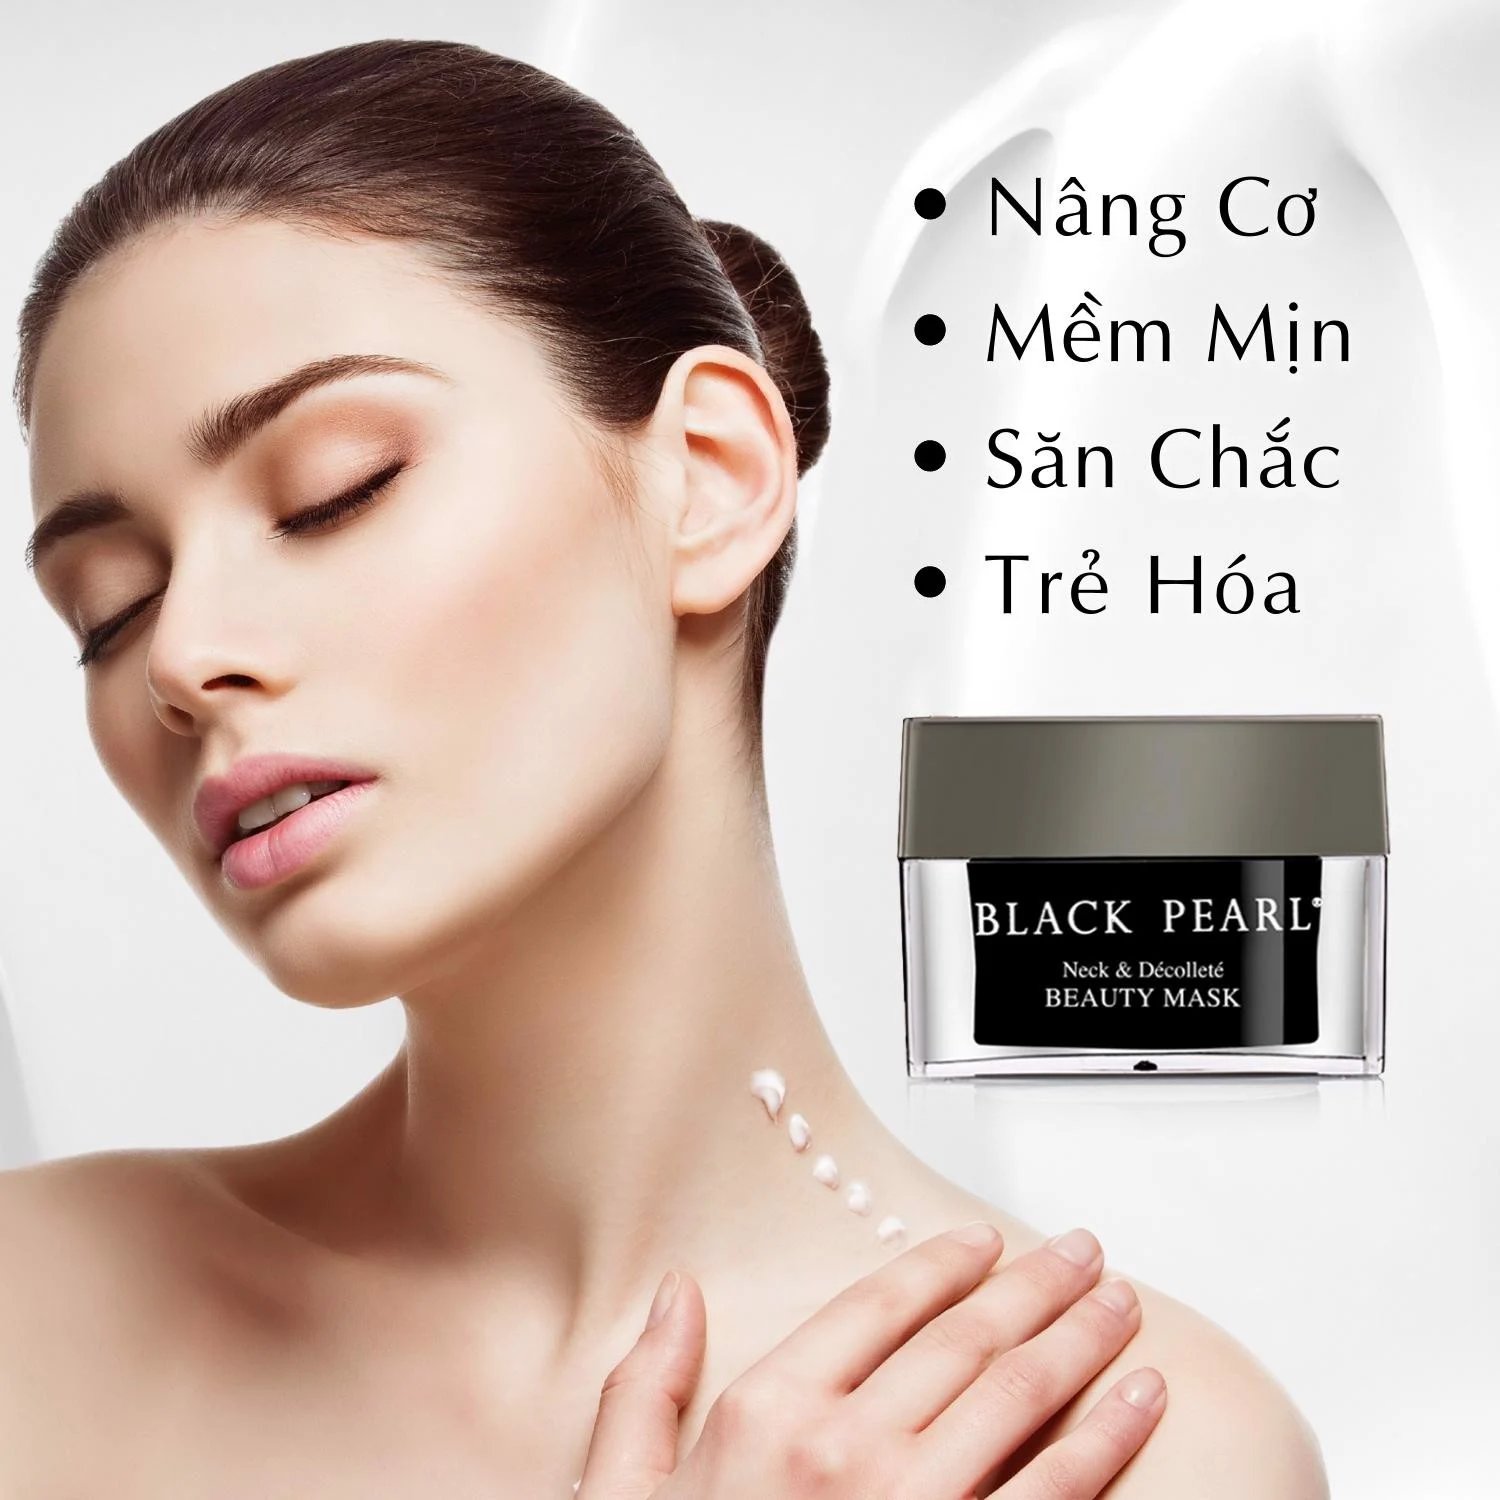 • Nâng Cơ
• Mềm Mịn
• Săn Chắc
• Trẻ Hóa
BLACK PEARL®
Neck & Décolleté
BEAUTY MASK